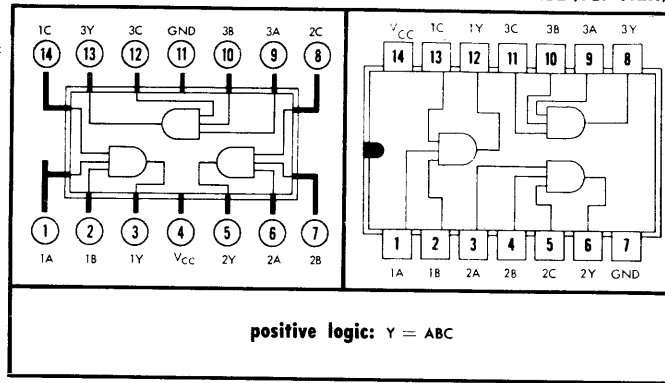 1C 3Y 3C GND 3B 3A 2C
14 13 12 11 10 9 8
1 2 3 4 5 6 7
1A 1B 1Y VCC 2Y 2A 2B
VCC 1C 1Y 3C 3B 3A 3Y
14 13 12 11 10 9 8
1 2 3 4 5 6 7
1A 1B 2A 2B 2C 2Y GND
positive logic: Y = ABC